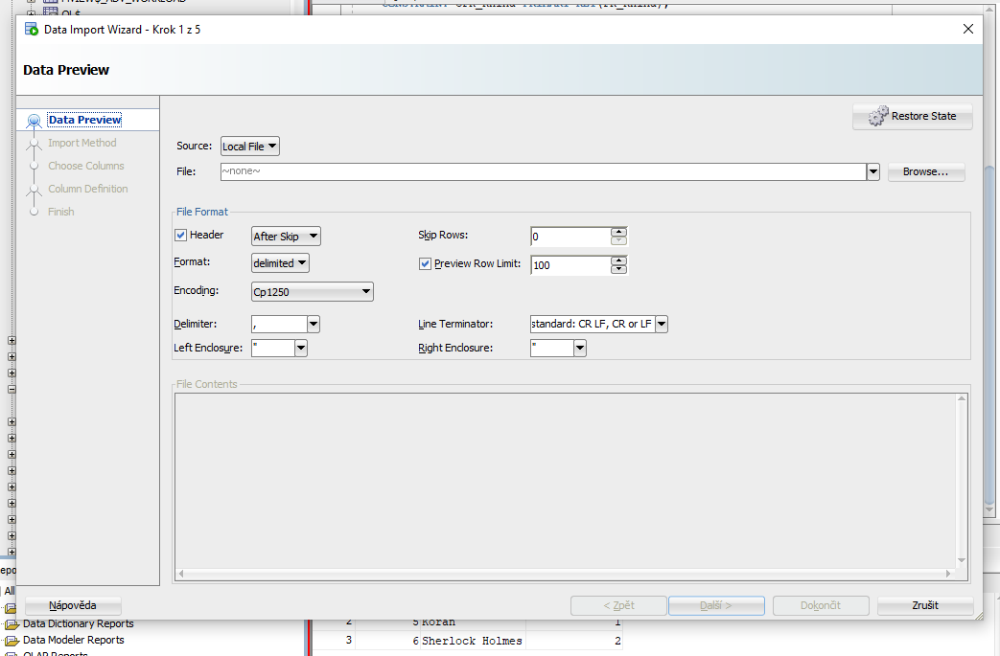 Data Import Wizard - Krok 1 z 5
Data Preview
Data Preview
Import Method
Choose Columns
Column Definition
Finish
Restore State
Source: Local File
File: ~none~ Browse...
File Format
Header After Skip Skip Rows: 0
Format: delimited Preview Row Limit: 100
Encoding: Cp1250
Delimiter: , Line Terminator: standard: CR LF, CR or LF
Left Enclosure: " Right Enclosure: "
File Contents
Nápověda < Zpět Další > Dokončit Zrušit
All
Data Dictionary Reports
Data Modeler Reports
OLAP Reports
2 5 Koran 1
3 6 Sherlock Holmes 2